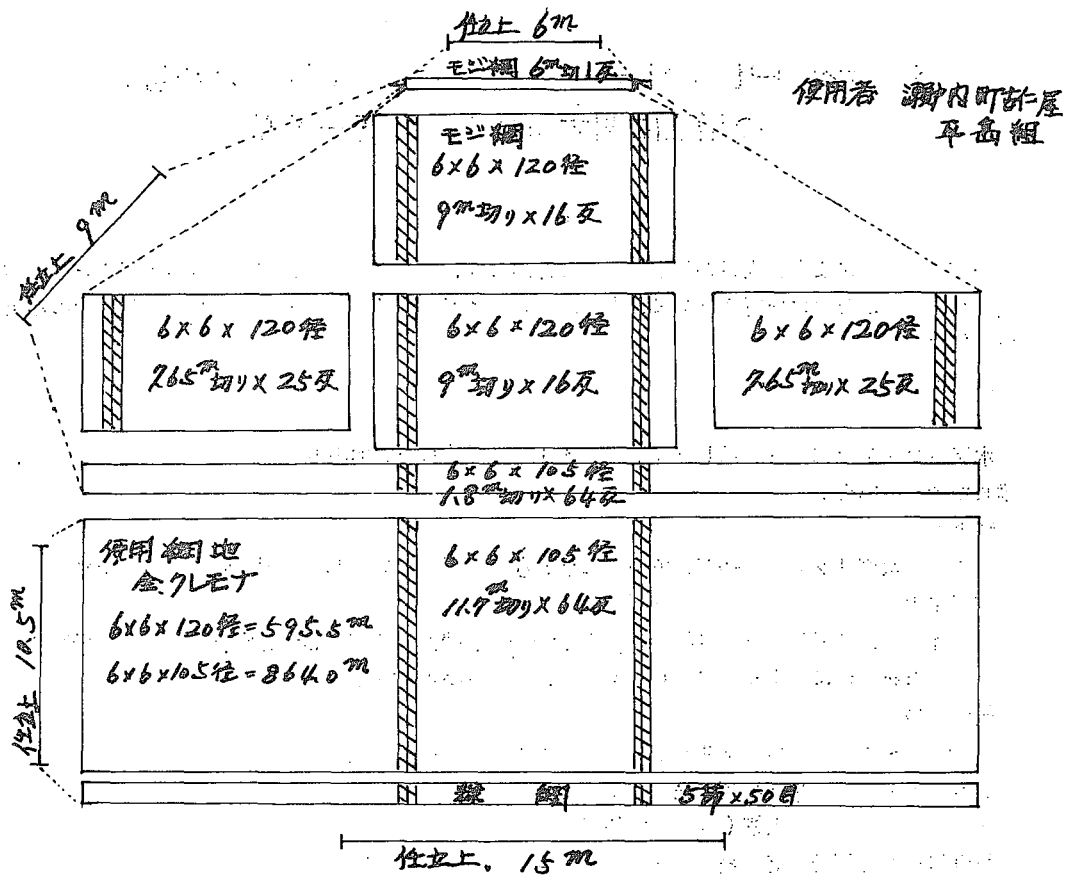 仕立上 6m
モジ網 6m切1反
使用者 瀬戸内町古仁屋
平島組
モジ網
6×6×120径
9m切り×16反
仕立上 9m
6×6×120径
7.65m切り×25反
6×6×120径
9m切り×16反
6×6×120径
7.65m切り×25反
6×6×105径
1.8m切り×64反
使用網地
全.クレモナ
6×6×120径=595.5m
6×6×105径=864.0m
6×6×105径
11.7m切り×64反
仕立上 10.5m
網 5節×50目
仕立上. 15m